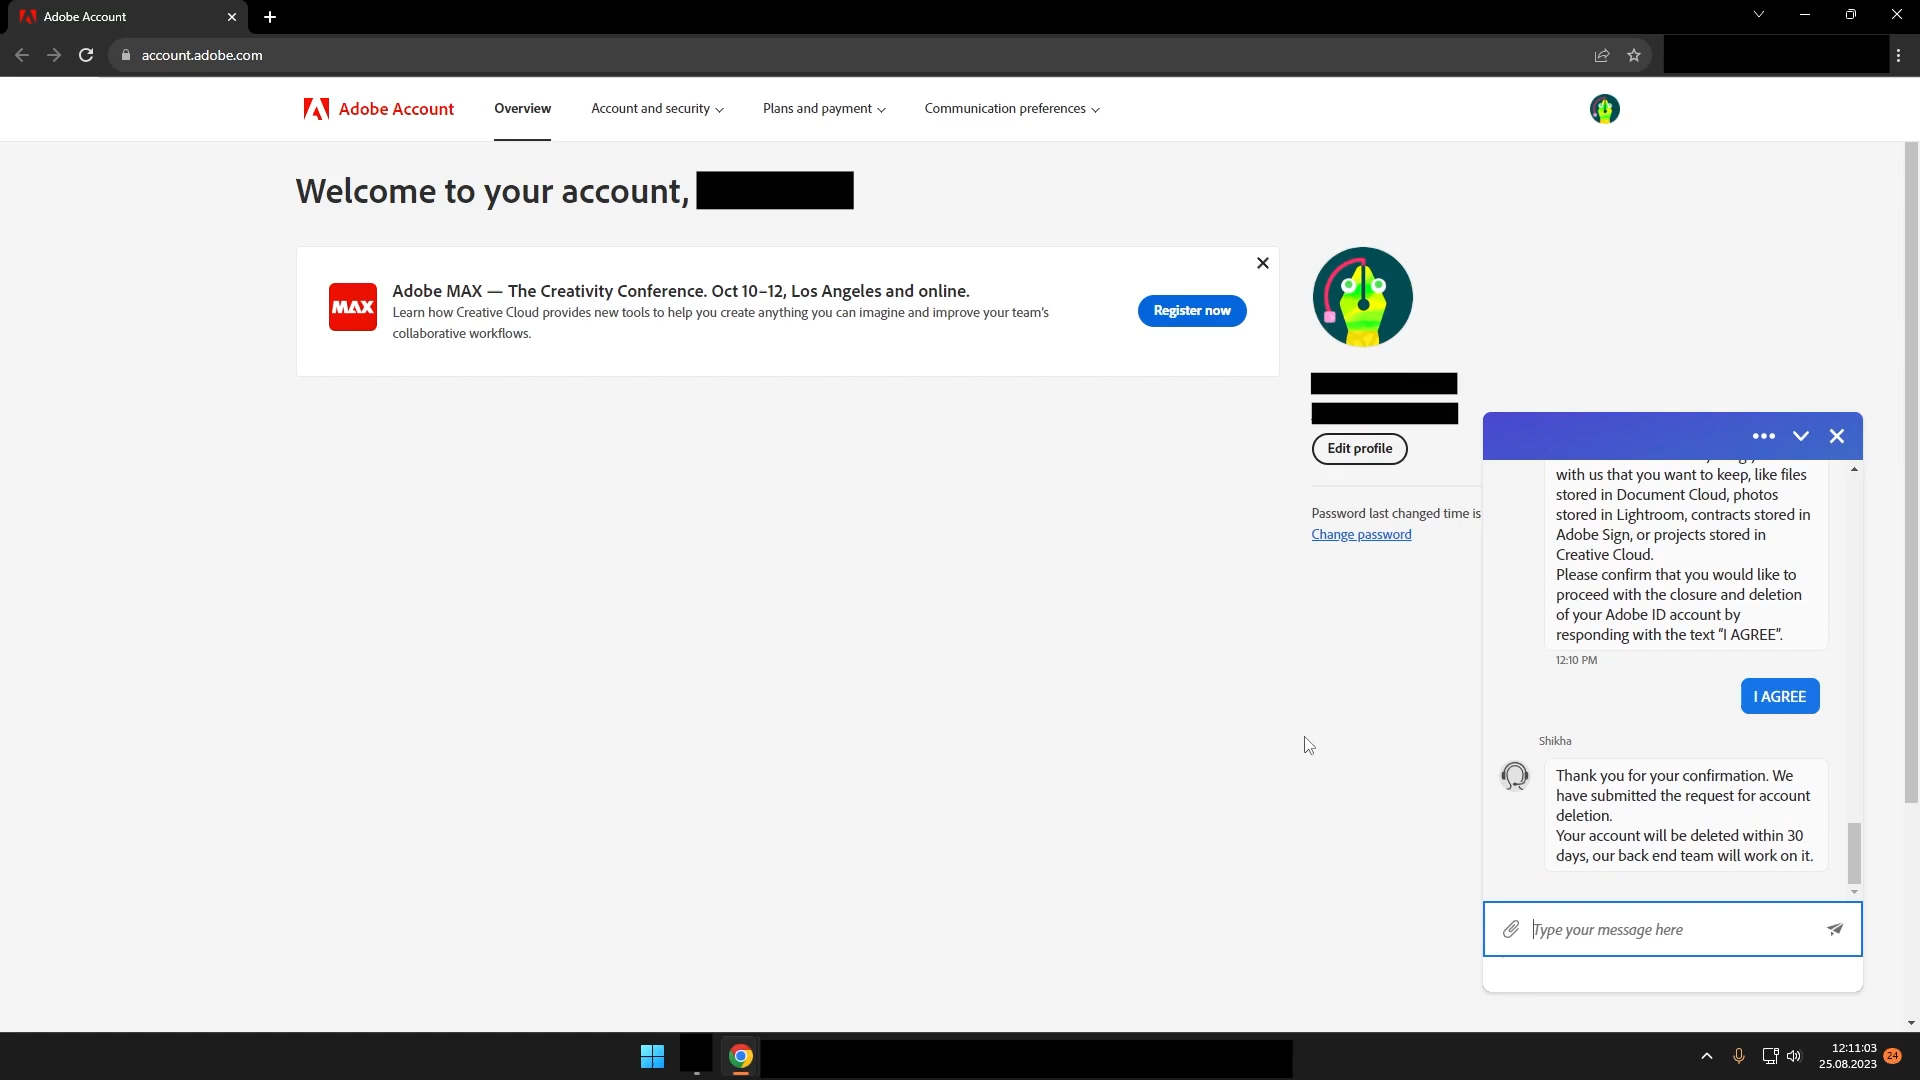 Adobe Account
account.adobe.com
Adobe Account
Overview
Account and security
Plans and payment
Communication preferences
Welcome to your account,
MAX
Adobe MAX — The Creativity Conference. Oct 10–12, Los Angeles and online.
Learn how Creative Cloud provides new tools to help you create anything you can imagine and improve your team's
collaborative workflows.
Register now
Edit profile
Password last changed time is
Change password
with us that you want to keep, like files
stored in Document Cloud, photos
stored in Lightroom, contracts stored in
Adobe Sign, or projects stored in
Creative Cloud.
Please confirm that you would like to
proceed with the closure and deletion
of your Adobe ID account by
responding with the text “I AGREE”.
12:10 PM
I AGREE
Shikha
Thank you for your confirmation. We
have submitted the request for account
deletion.
Your account will be deleted within 30
days, our back end team will work on it.
Type your message here
12:11:03
25.08.2023
24